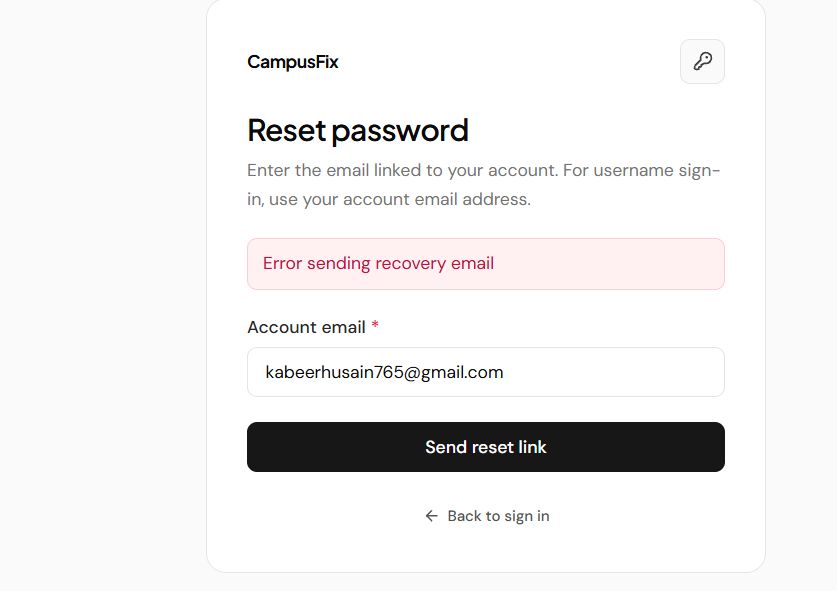 CampusFix
Reset password
Enter the email linked to your account. For username sign-
in, use your account email address.
Error sending recovery email
Account email *
kabeerhusain765@gmail.com
Send reset link
← Back to sign in